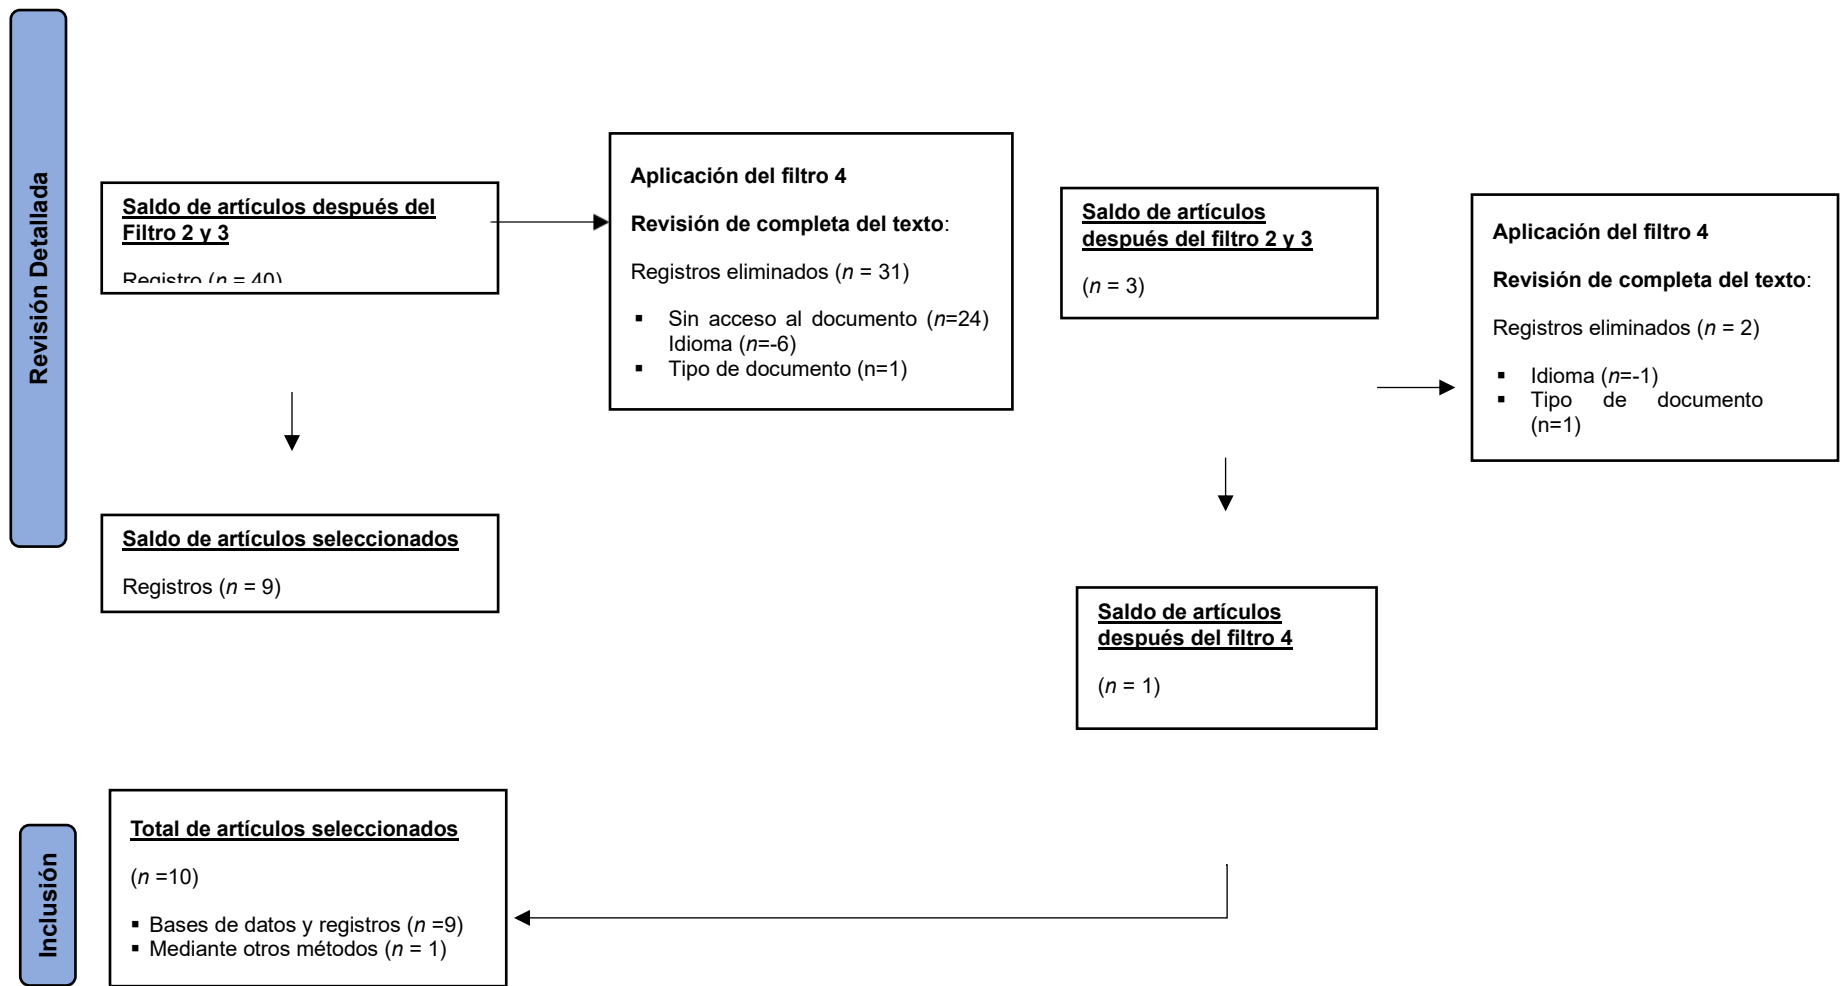 Revisión Detallada
Saldo de artículos después del
Filtro 2 y 3
Registro (n = 40)
Aplicación del filtro 4
Revisión de completa del texto:
Registros eliminados (n = 31)
▪ Sin acceso al documento (n=24)
Idioma (n=-6)
▪ Tipo de documento (n=1)
Saldo de artículos
después del filtro 2 y 3
(n = 3)
Aplicación del filtro 4
Revisión de completa del texto:
Registros eliminados (n = 2)
▪ Idioma (n=-1)
▪ Tipo de documento
(n=1)
Saldo de artículos seleccionados
Registros (n = 9)
Saldo de artículos
después del filtro 4
(n = 1)
Inclusión
Total de artículos seleccionados
(n =10)
▪ Bases de datos y registros (n =9)
▪ Mediante otros métodos (n = 1)